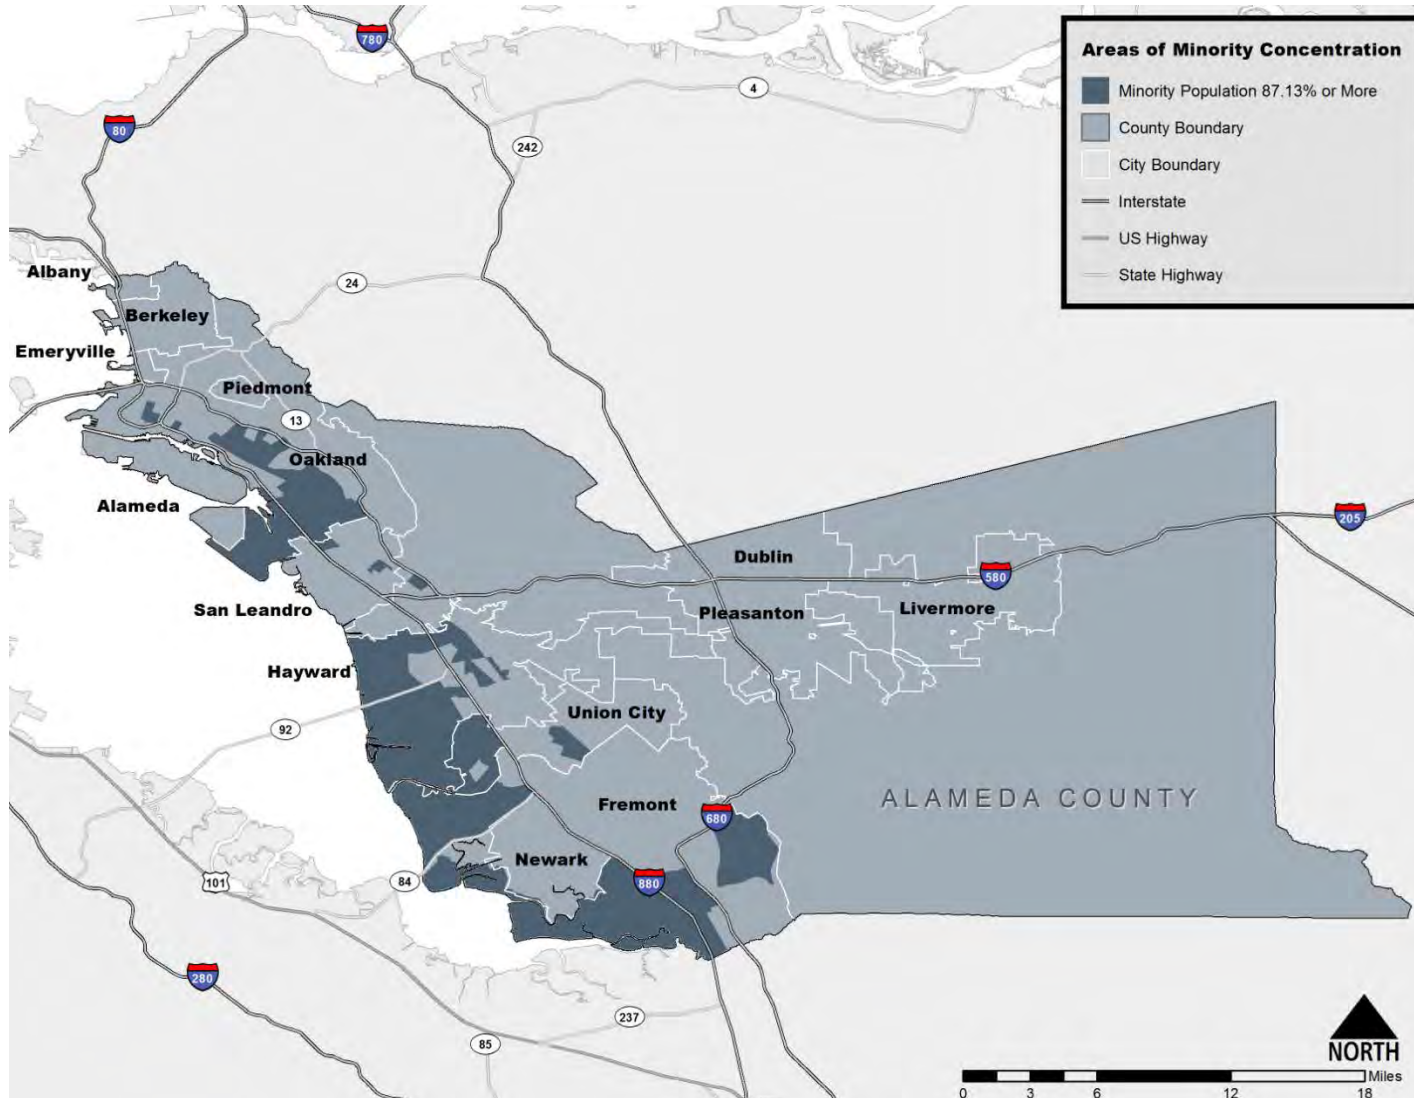 Areas of Minority Concentration
Minority Population 87.13% or More
County Boundary
City Boundary
Interstate
US Highway
State Highway
780
80
4
242
24
Albany
Berkeley
Emeryville
Piedmont
13
Oakland
Alameda
205
Dublin
580
San Leandro
Pleasanton
Livermore
Hayward
Union City
92
ALAMEDA COUNTY
Fremont
680
Newark
880
101
84
280
237
85
NORTH
Miles
0 3 6 12 18